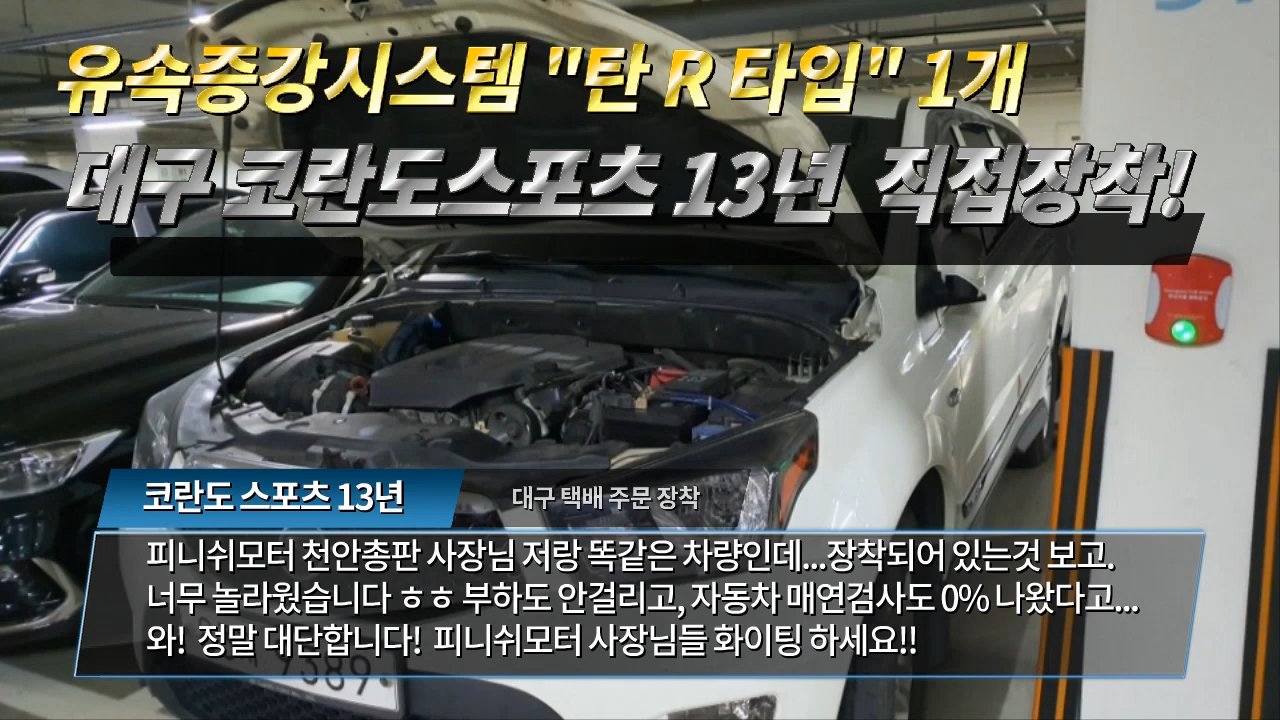 유속증강시스템 "탄 R 타입" 1개
대구 코란도스포츠 13년 직접장착!
코란도 스포츠 13년
대구 택배 주문 장착
피니쉬모터 천안총판 사장님 저랑 똑같은 차량인데...장착되어 있는것 보고.
너무 놀라웠습니다 ㅎㅎ 부하도 안걸리고, 자동차 매연검사도 0% 나왔다고...
와! 정말 대단합니다! 피니쉬모터 사장님들 화이팅 하세요!!